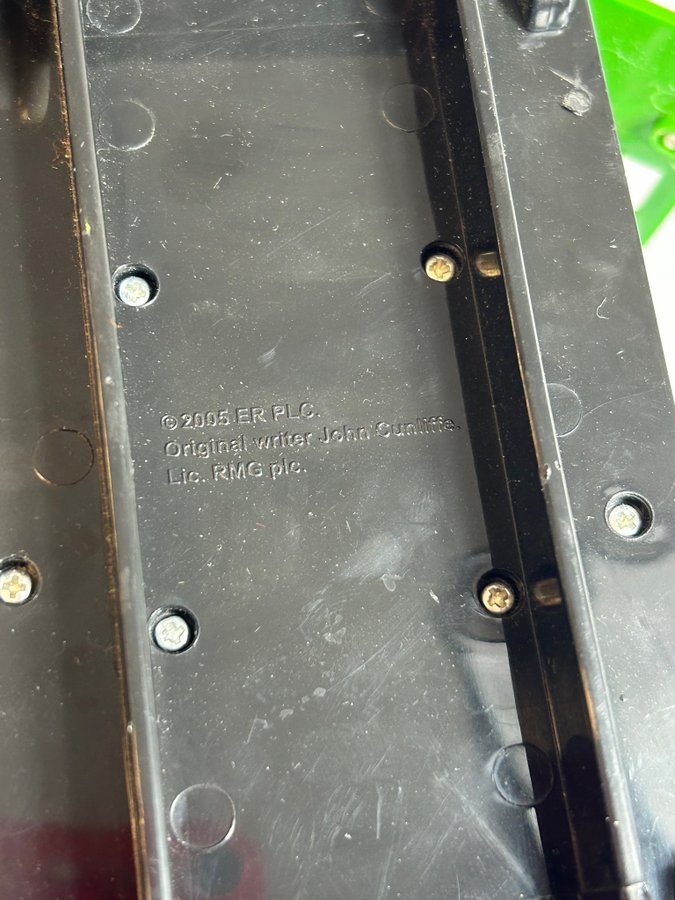 © 2005 ER PLC.
Original writer John Cunliffe.
Lic. RMG plc.